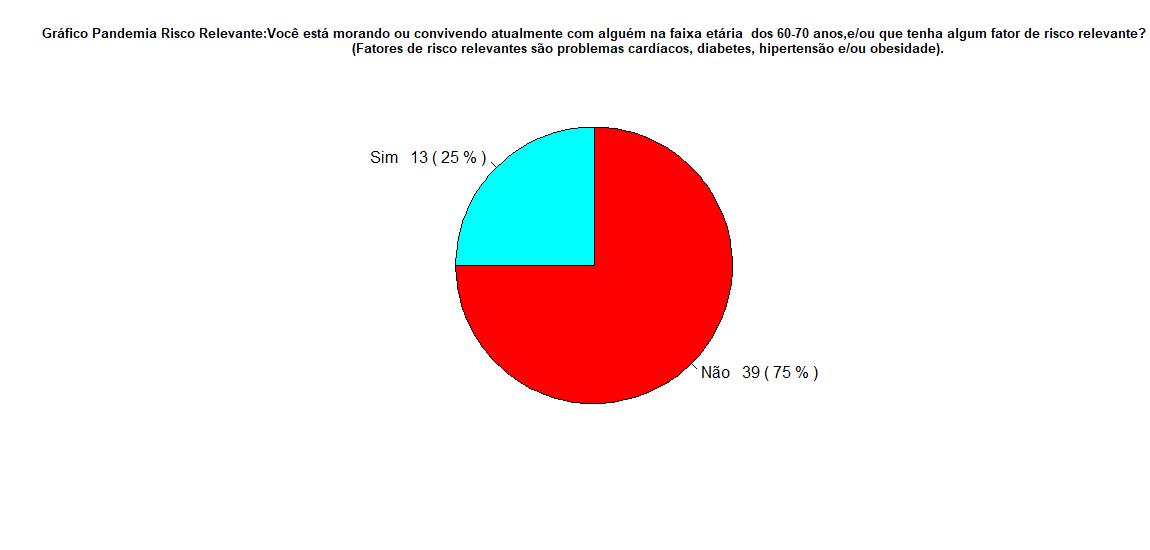 Gráfico Pandemia Risco Relevante:Você está morando ou convivendo atualmente com alguém na faixa etária  dos 60-70 anos,e/ou que tenha algum fator de risco relevante?
(Fatores de risco relevantes são problemas cardíacos, diabetes, hipertensão e/ou obesidade).
Sim   13 ( 25 % )
Não   39 ( 75 % )